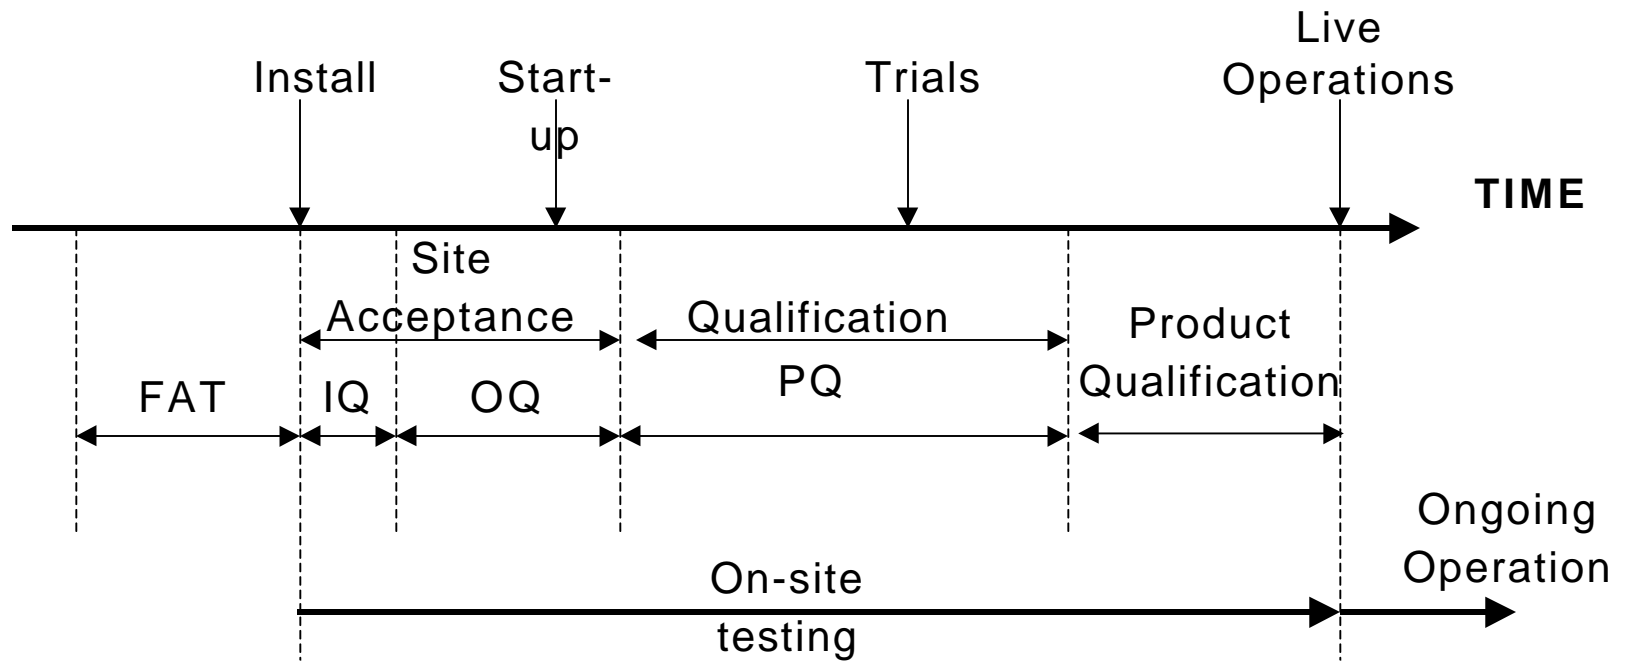 Install
Start-
up
Trials
Live
Operations
TIME
Site
Acceptance
Qualification
Product
Qualification
FAT
IQ
OQ
PQ
Ongoing
Operation
On-site
testing